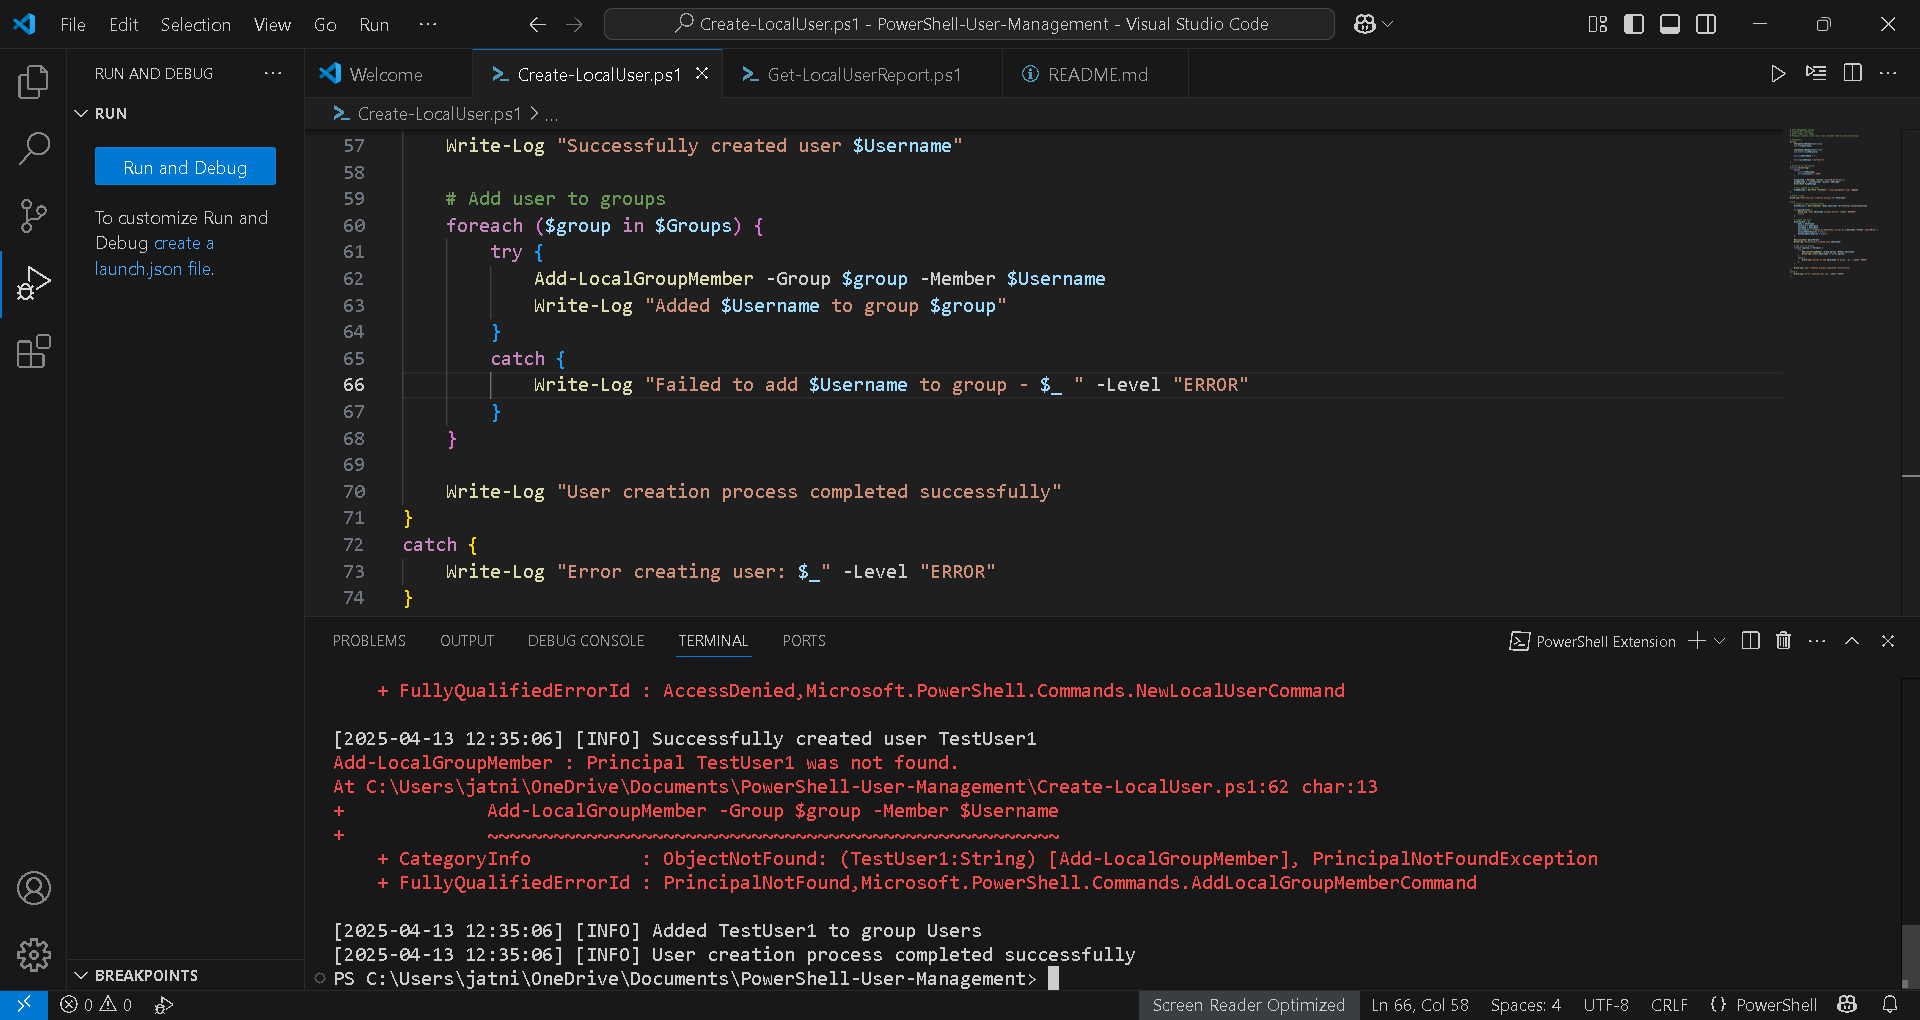 File Edit Selection View Go Run ···
Create-LocalUser.ps1 - PowerShell-User-Management - Visual Studio Code
RUN AND DEBUG ···
RUN
Run and Debug
To customize Run and
Debug create a
launch.json file.
Welcome
Create-LocalUser.ps1
Get-LocalUserReport.ps1
README.md
Create-LocalUser.ps1 > ...
57 Write-Log "Successfully created user $Username"
58
59 # Add user to groups
60 foreach ($group in $Groups) {
61 try {
62 Add-LocalGroupMember -Group $group -Member $Username
63 Write-Log "Added $Username to group $group"
64 }
65 catch {
66 Write-Log "Failed to add $Username to group - $_ " -Level "ERROR"
67 }
68 }
69
70 Write-Log "User creation process completed successfully"
71 }
72 catch {
73 Write-Log "Error creating user: $_" -Level "ERROR"
74 }
PROBLEMS OUTPUT DEBUG CONSOLE TERMINAL PORTS
PowerShell Extension
+ FullyQualifiedErrorId : AccessDenied,Microsoft.PowerShell.Commands.NewLocalUserCommand
[2025-04-13 12:35:06] [INFO] Successfully created user TestUser1
Add-LocalGroupMember : Principal TestUser1 was not found.
At C:\Users\jatni\OneDrive\Documents\PowerShell-User-Management\Create-LocalUser.ps1:62 char:13
+ Add-LocalGroupMember -Group $group -Member $Username
+ ~~~~~~~~~~~~~~~~~~~~~~~~~~~~~~~~~~~~~~~~~~~~~~~~~~~~
+ CategoryInfo : ObjectNotFound: (TestUser1:String) [Add-LocalGroupMember], PrincipalNotFoundException
+ FullyQualifiedErrorId : PrincipalNotFound,Microsoft.PowerShell.Commands.AddLocalGroupMemberCommand
[2025-04-13 12:35:06] [INFO] Added TestUser1 to group Users
[2025-04-13 12:35:06] [INFO] User creation process completed successfully
PS C:\Users\jatni\OneDrive\Documents\PowerShell-User-Management>
BREAKPOINTS
0 0
Screen Reader Optimized Ln 66, Col 58 Spaces: 4 UTF-8 CRLF {} PowerShell